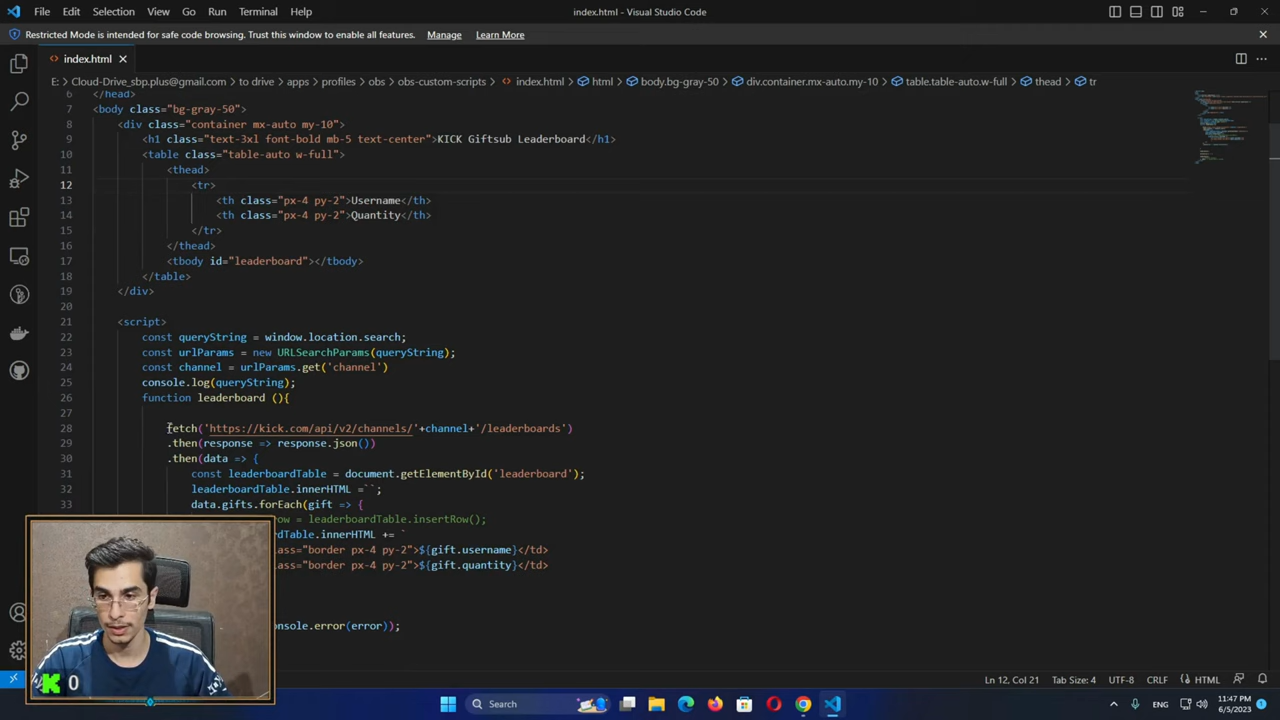 File Edit Selection View Go Run Terminal Help
index.html - Visual Studio Code
Restricted Mode is intended for safe code browsing. Trust this window to enable all features. Manage Learn More
index.html
E: > Cloud-Drive_sbp.plus@gmail.com > to drive > apps > profiles > obs > obs-custom-scripts > index.html > html > body.bg-gray-50 > div.container.mx-auto.my-10 > table.table-auto.w-full > thead > tr
6 </head>
7 <body class="bg-gray-50">
8 <div class="container mx-auto my-10">
9 <h1 class="text-3xl font-bold mb-5 text-center">KICK Giftsub Leaderboard</h1>
10 <table class="table-auto w-full">
11 <thead>
12 <tr>
13 <th class="px-4 py-2">Username</th>
14 <th class="px-4 py-2">Quantity</th>
15 </tr>
16 </thead>
17 <tbody id="leaderboard"></tbody>
18 </table>
19 </div>
20
21 <script>
22 const queryString = window.location.search;
23 const urlParams = new URLSearchParams(queryString);
24 const channel = urlParams.get('channel')
25 console.log(queryString);
26 function leaderboard (){
27
28 fetch('https://kick.com/api/v2/channels/'+channel+'/leaderboards')
29 .then(response => response.json())
30 .then(data => {
31 const leaderboardTable = document.getElementById('leaderboard');
32 leaderboardTable.innerHTML =``;
33 data.gifts.forEach(gift => {
row = leaderboardTable.insertRow();
rdTable.innerHTML += `
lass="border px-4 py-2">${gift.username}</td>
lass="border px-4 py-2">${gift.quantity}</td>
onsole.error(error));
K 0
Ln 12, Col 21 Tab Size: 4 UTF-8 CRLF HTML
Search
11:47 PM
6/5/2023